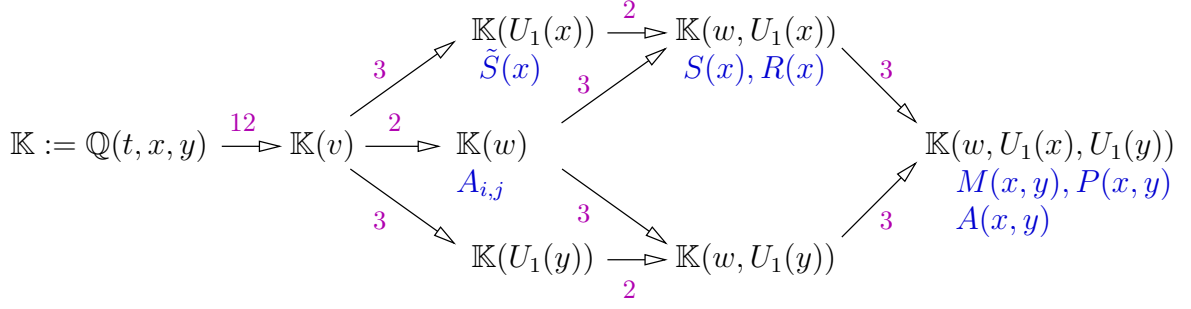 𝕂(U₁(x)) 2 𝕂(w, U₁(x))
3 S̃(x) S(x), R(x) 3
3
𝕂 := ℚ(t, x, y) 12 𝕂(v) 2 𝕂(w) 𝕂(w, U₁(x), U₁(y))
A_{i,j} M(x, y), P(x, y)
3 3 3 A(x, y)
𝕂(U₁(y)) 2 𝕂(w, U₁(y))